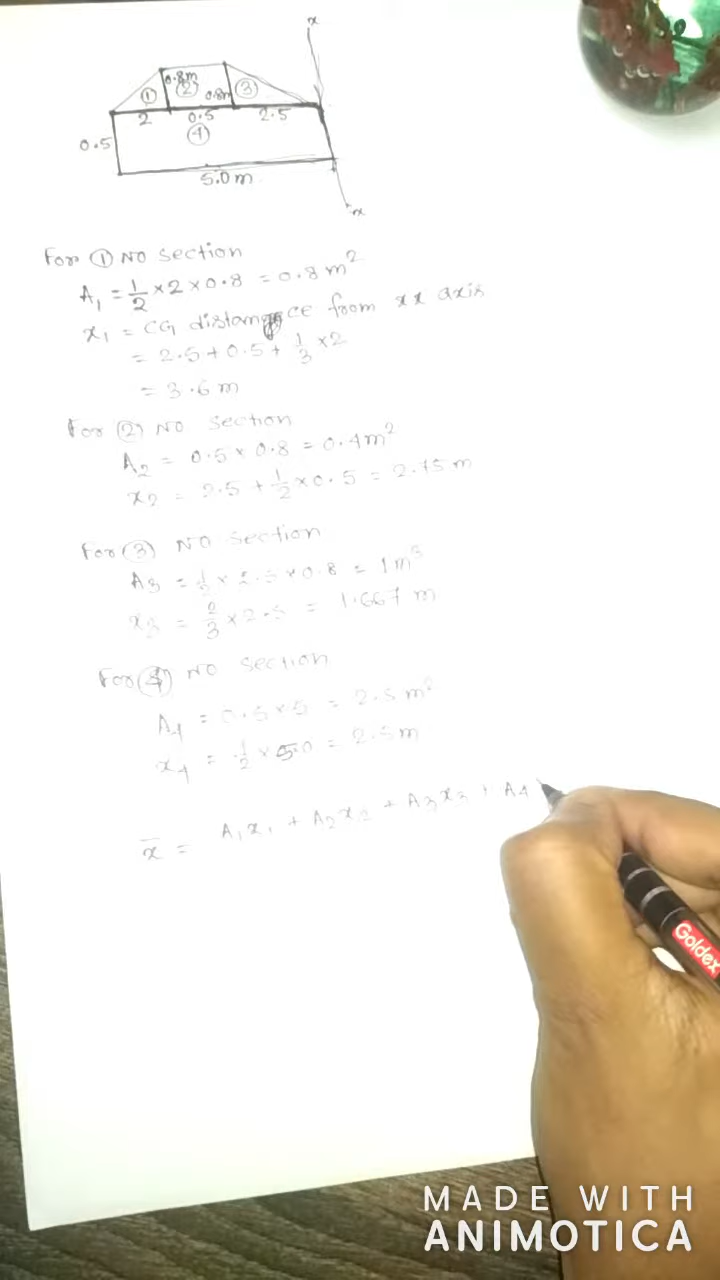 x
0.8m
① ② 0.8m ③
2 0.5 2.5
④
0.5
5.0 m
x
For ① NO section
A₁ = 1/2 × 2 × 0.8 = 0.8 m²
x₁ = CG distance from xx axis
= 2.5 + 0.5 + 1/3 × 2
= 3.6 m
For ② NO section
A₂ = 0.5 × 0.8 = 0.4 m²
x₂ = 2.5 + 1/2 × 0.5 = 2.75 m
For ③ NO section
A₃ = 1/2 × 2.5 × 0.8 = 1 m
x₃ = 2/3 × 2.5 = 1.667 m
For ④ NO section
A₄ = 0.5 × 5 = 2.5 m²
x₄ = 1/2 × 5.0 = 2.5 m
x̄ = A₁x₁ + A₂x₂ + A₃x₃ + A₄
Goldex
MADE WITH
ANIMOTICA